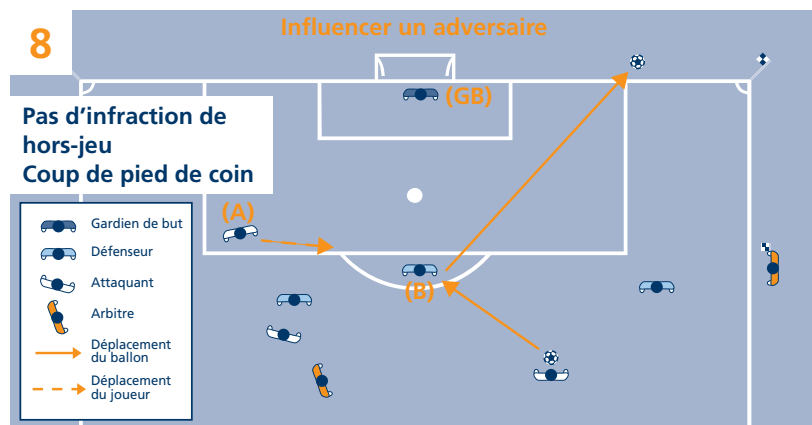 8
Influencer un adversaire
(GB)
Pas d’infraction de
hors-jeu
Coup de pied de coin
(A)
(B)
Gardien de but
Défenseur
Attaquant
Arbitre
Déplacement
du ballon
Déplacement
du joueur